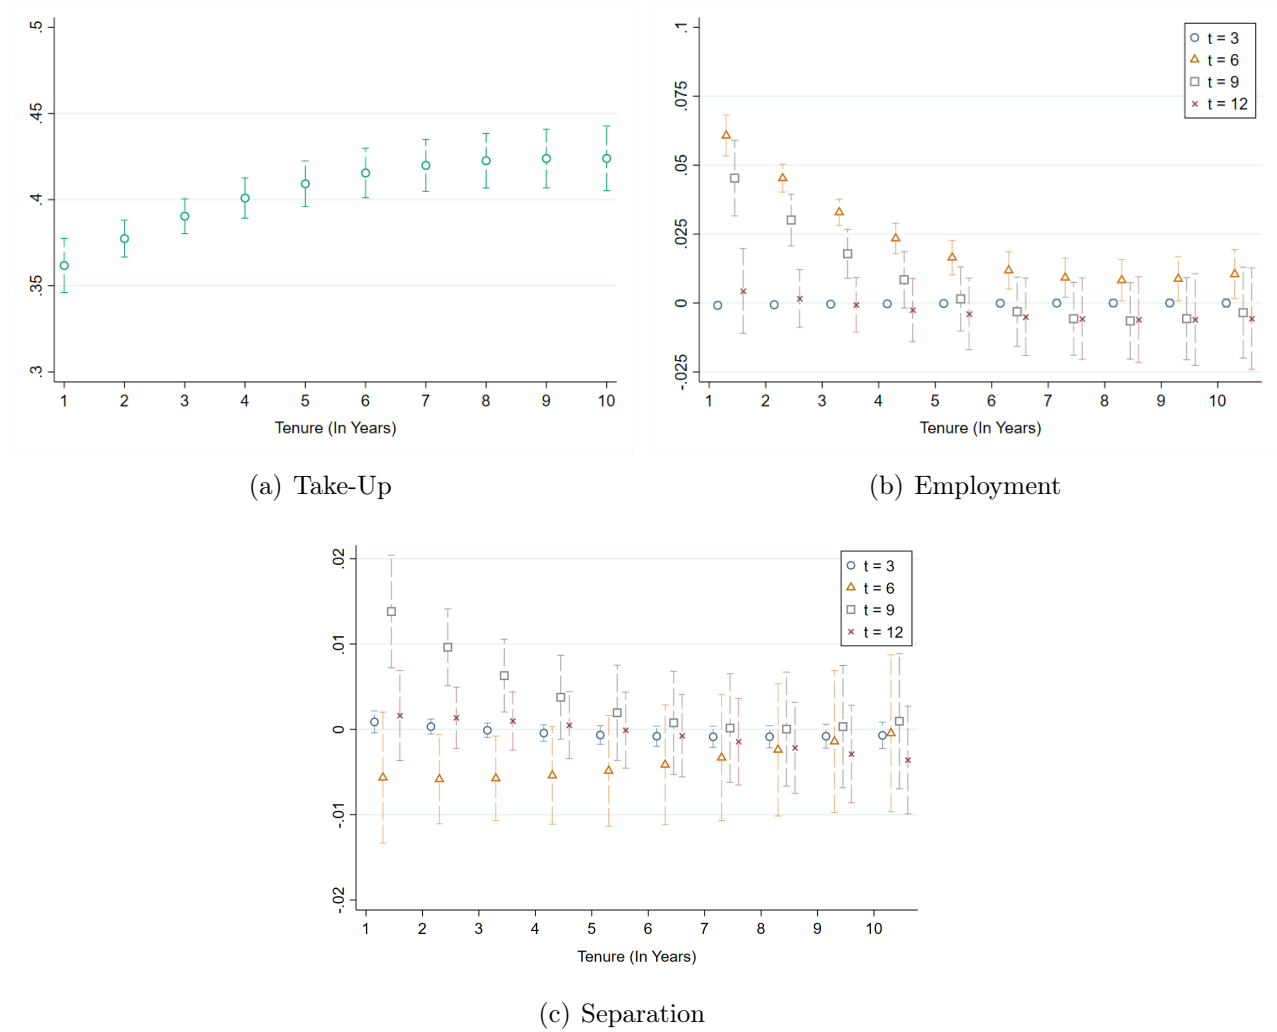 .5
.45
.4
.35
.3
1 2 3 4 5 6 7 8 9 10
Tenure (In Years)
(a) Take-Up
.1
.075
.05
.025
0
-.025
t = 3
t = 6
t = 9
t = 12
1 2 3 4 5 6 7 8 9 10
Tenure (In Years)
(b) Employment
.02
.01
0
-.01
-.02
t = 3
t = 6
t = 9
t = 12
1 2 3 4 5 6 7 8 9 10
Tenure (In Years)
(c) Separation